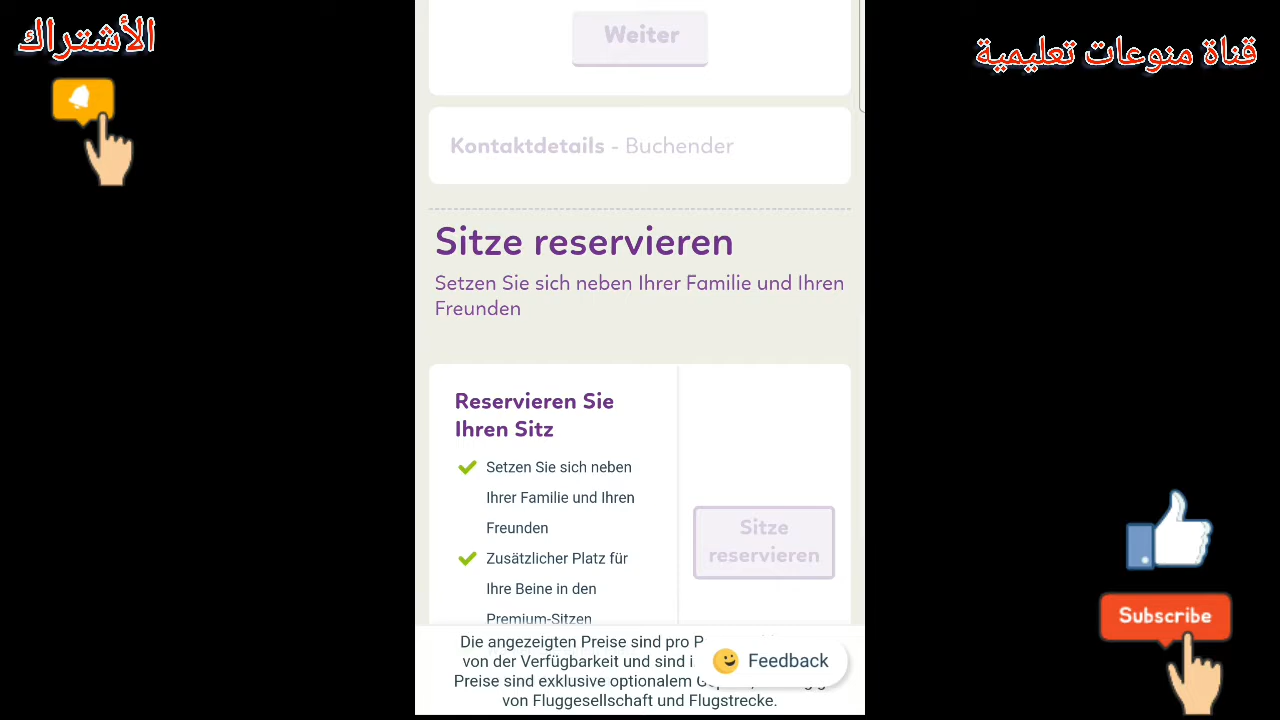 الأشتراك
قناة منوعات تعليمية
Weiter
Kontaktdetails - Buchender
Sitze reservieren
Setzen Sie sich neben Ihrer Familie und Ihren
Freunden
Reservieren Sie
Ihren Sitz
Setzen Sie sich neben
Ihrer Familie und Ihren
Freunden
Zusätzlicher Platz für
Ihre Beine in den
Premium-Sitzen
Sitze
reservieren
Die angezeigten Preise sind pro
von der Verfügbarkeit und sind
Preise sind exklusive optionalem
von Fluggesellschaft und Flugstrecke.
Feedback
Subscribe